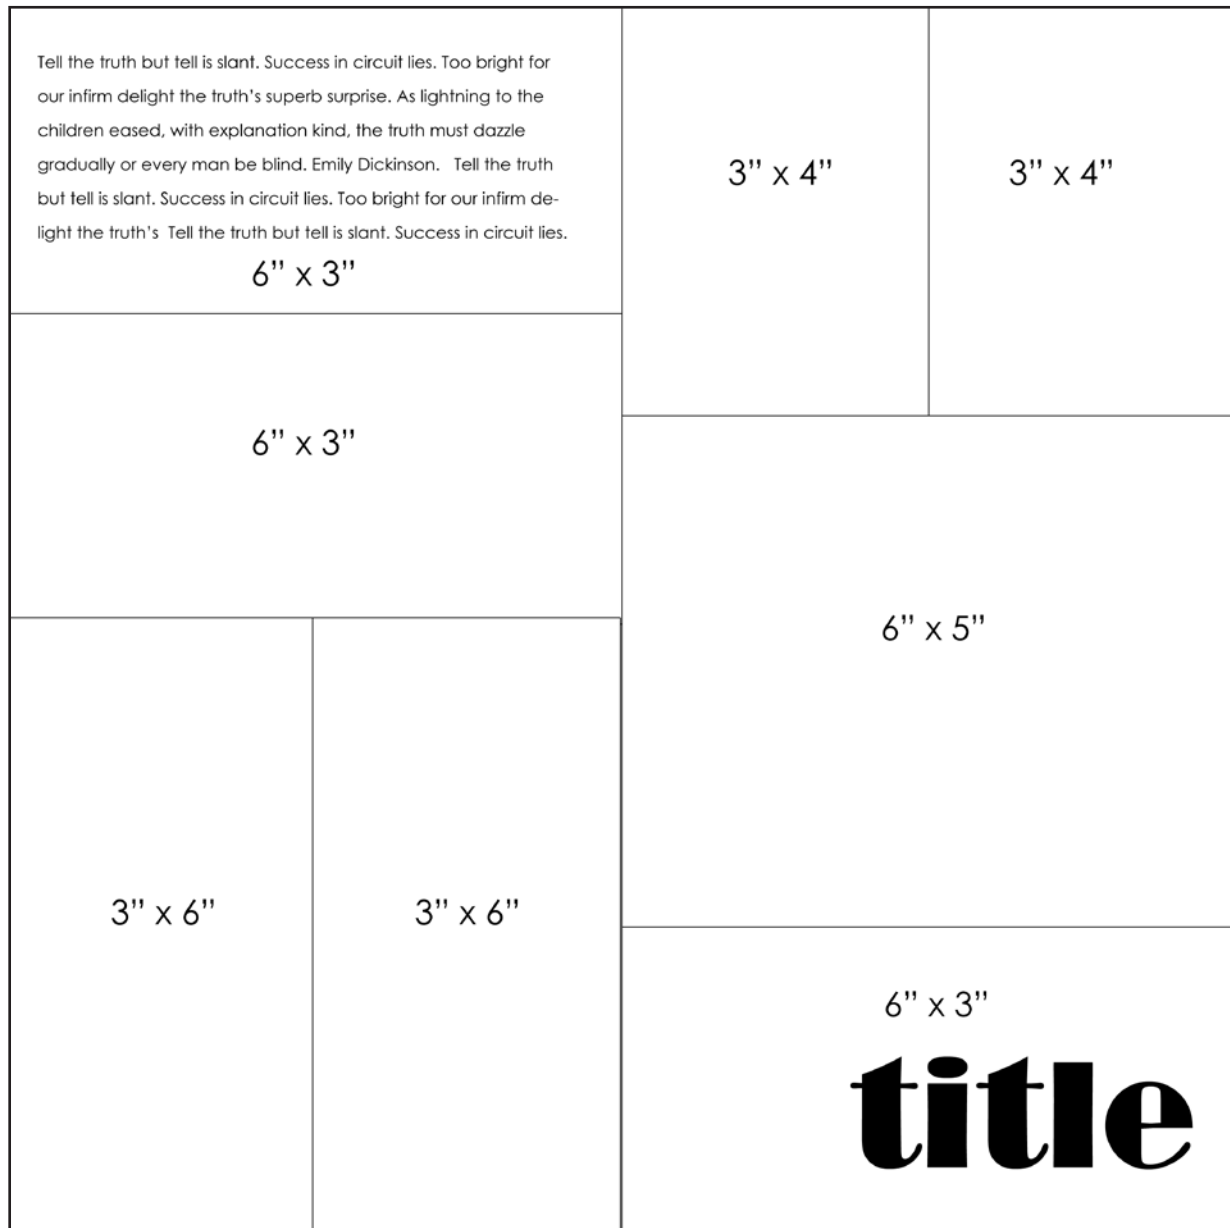 Tell the truth but tell is slant. Success in circuit lies. Too bright for
our infirm delight the truth’s superb surprise. As lightning to the
children eased, with explanation kind, the truth must dazzle
gradually or every man be blind. Emily Dickinson.   Tell the truth
but tell is slant. Success in circuit lies. Too bright for our infirm de-
light the truth’s  Tell the truth but tell is slant. Success in circuit lies.
6” x 3”
6” x 3”
3” x 6”
3” x 6”
3” x 4”
3” x 4”
6” x 5”
6” x 3”
title